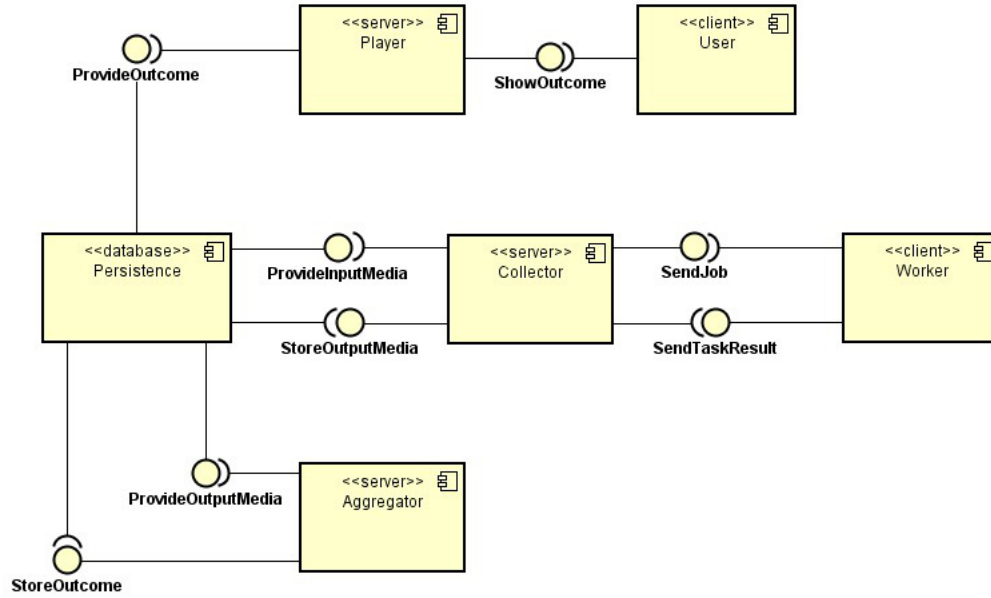 <<server>>
Player
<<client>>
User
ProvideOutcome
ShowOutcome
<<database>>
Persistence
<<server>>
Collector
<<client>>
Worker
ProvideInputMedia
SendJob
StoreOutputMedia
SendTaskResult
<<server>>
Aggregator
ProvideOutputMedia
StoreOutcome